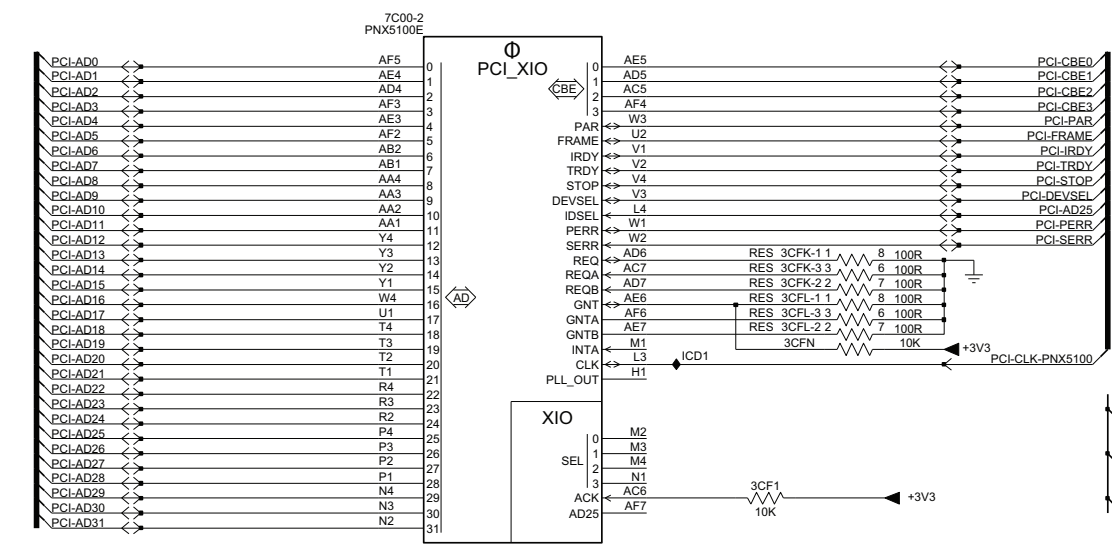 7C00-2
PNX5100E
Φ
PCI_XIO
PCI-AD0 AF5 0 0 AE5 PCI-CBE0
PCI-AD1 AE4 1 CBE 1 AD5 PCI-CBE1
PCI-AD2 AD4 2 2 AC5 PCI-CBE2
PCI-AD3 AF3 3 3 AF4 PCI-CBE3
PCI-AD4 AE3 4 PAR W3 PCI-PAR
PCI-AD5 AF2 5 FRAME U2 PCI-FRAME
PCI-AD6 AB2 6 IRDY V1 PCI-IRDY
PCI-AD7 AB1 7 TRDY V2 PCI-TRDY
PCI-AD8 AA4 8 STOP V4 PCI-STOP
PCI-AD9 AA3 9 DEVSEL V3 PCI-DEVSEL
PCI-AD10 AA2 10 IDSEL L4 PCI-AD25
PCI-AD11 AA1 11 PERR W1 PCI-PERR
PCI-AD12 Y4 12 SERR W2 PCI-SERR
PCI-AD13 Y3 13 REQ AD6 RES 3CFK-1 1 8 100R
PCI-AD14 Y2 14 REQA AC7 RES 3CFK-3 3 6 100R
PCI-AD15 Y1 15 REQB AD7 RES 3CFK-2 2 7 100R
PCI-AD16 W4 16 AD GNT AE6 RES 3CFL-1 1 8 100R
PCI-AD17 U1 17 GNTA AF6 RES 3CFL-3 3 6 100R
PCI-AD18 T4 18 GNTB AE7 RES 3CFL-2 2 7 100R
PCI-AD19 T3 19 INTA M1 3CFN 10K +3V3
PCI-AD20 T2 20 CLK L3 ICD1 PCI-CLK-PNX5100
PCI-AD21 T1 21 PLL_OUT H1
PCI-AD22 R4 22
PCI-AD23 R3 23
PCI-AD24 R2 24 XIO
PCI-AD25 P4 25 0 M2
PCI-AD26 P3 26 1 M3
PCI-AD27 P2 27 SEL 2 M4
PCI-AD28 P1 28 3 N1
PCI-AD29 N4 29 ACK AC6 3CF1 10K +3V3
PCI-AD30 N3 30 AD25 AF7
PCI-AD31 N2 31